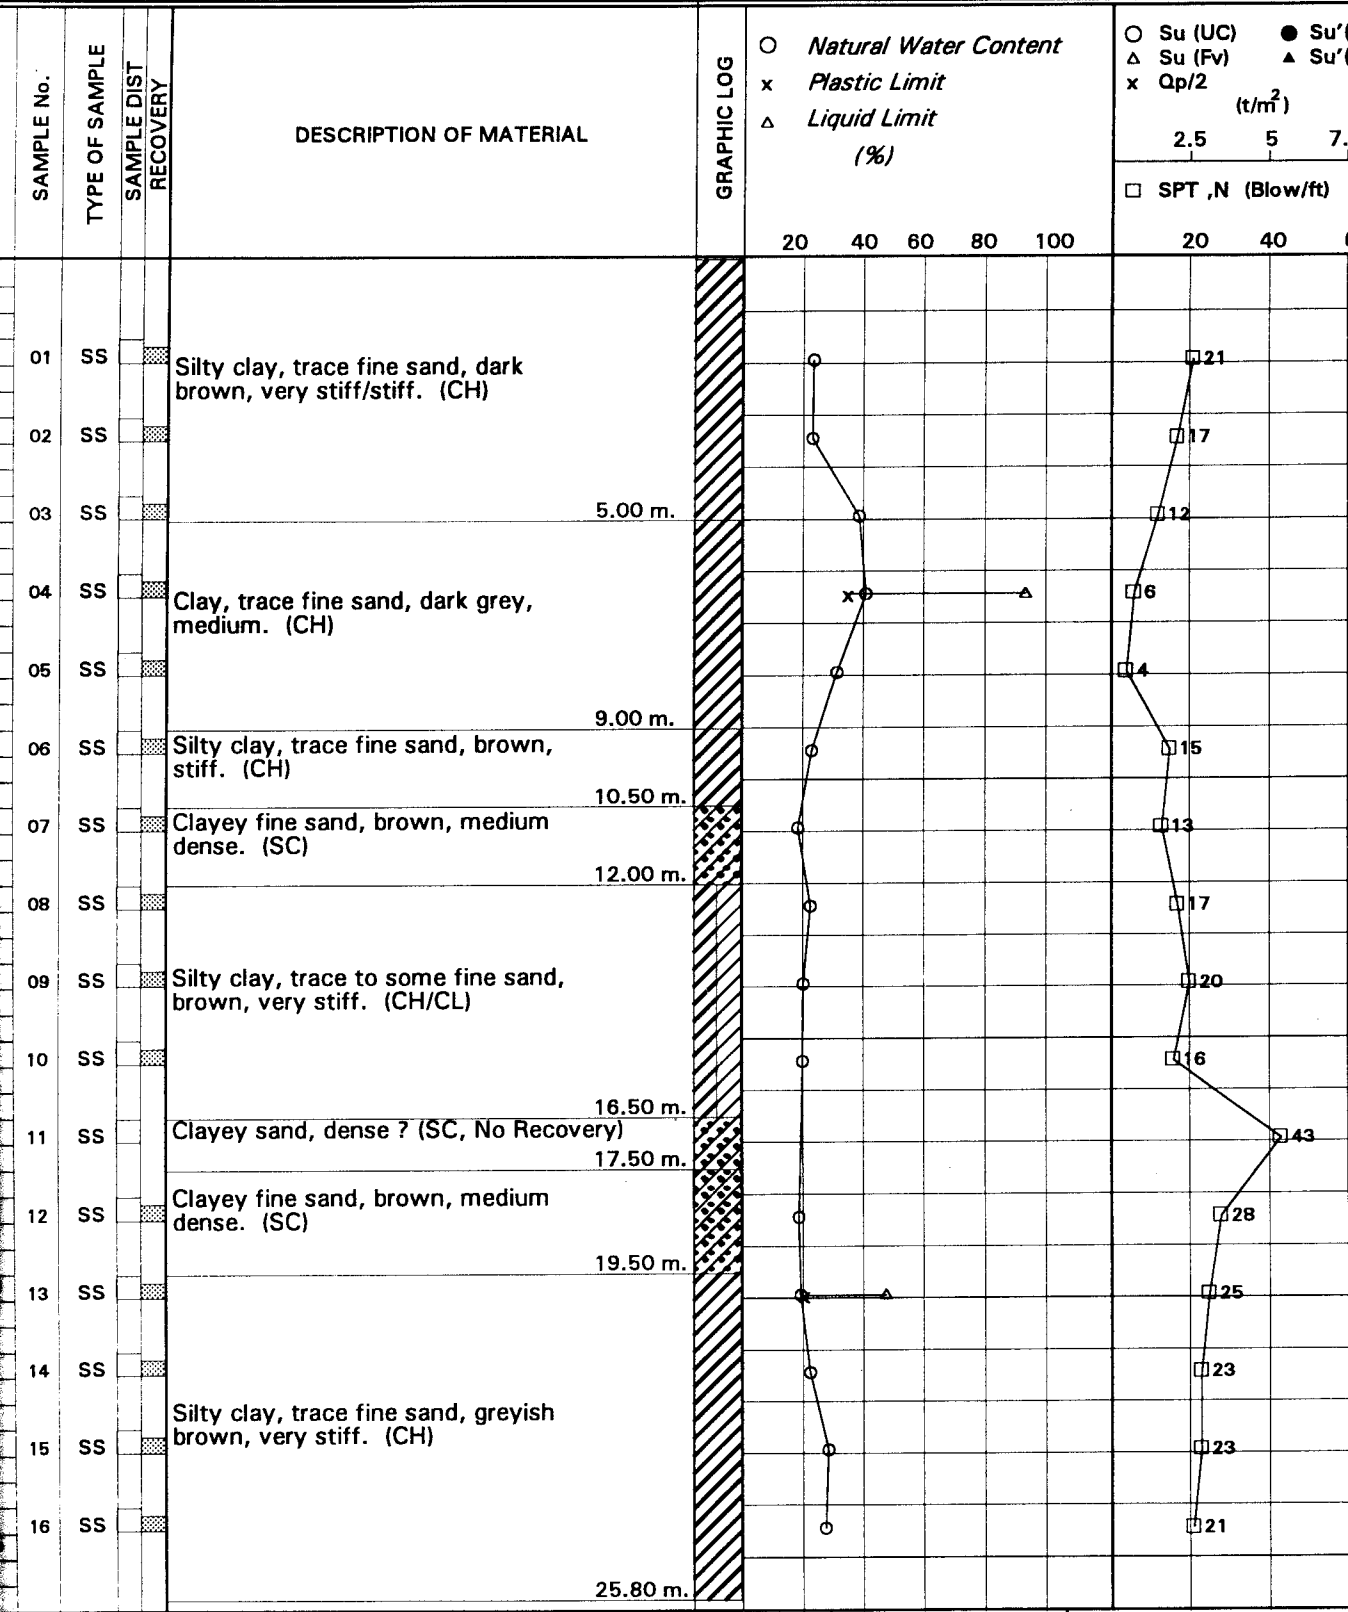 SAMPLE No.
TYPE OF SAMPLE
SAMPLE DIST
RECOVERY
DESCRIPTION OF MATERIAL
GRAPHIC LOG
○ Natural Water Content
x Plastic Limit
△ Liquid Limit
(%)
20 40 60 80 100
○ Su (UC) ● Su'(
△ Su (Fv) ▲ Su'(
x Qp/2
(t/m²)
2.5 5 7.
□ SPT ,N (Blow/ft)
20 40
01 SS
Silty clay, trace fine sand, dark
brown, very stiff/stiff. (CH)
21
02 SS
17
03 SS
5.00 m.
12
04 SS
Clay, trace fine sand, dark grey,
medium. (CH)
6
05 SS
4
9.00 m.
06 SS
Silty clay, trace fine sand, brown,
stiff. (CH)
15
10.50 m.
07 SS
Clayey fine sand, brown, medium
dense. (SC)
13
12.00 m.
08 SS
17
09 SS
Silty clay, trace to some fine sand,
brown, very stiff. (CH/CL)
20
10 SS
16
16.50 m.
11 SS
Clayey sand, dense ? (SC, No Recovery)
43
17.50 m.
12 SS
Clayey fine sand, brown, medium
dense. (SC)
28
19.50 m.
13 SS
25
14 SS
23
Silty clay, trace fine sand, greyish
brown, very stiff. (CH)
15 SS
23
16 SS
21
25.80 m.